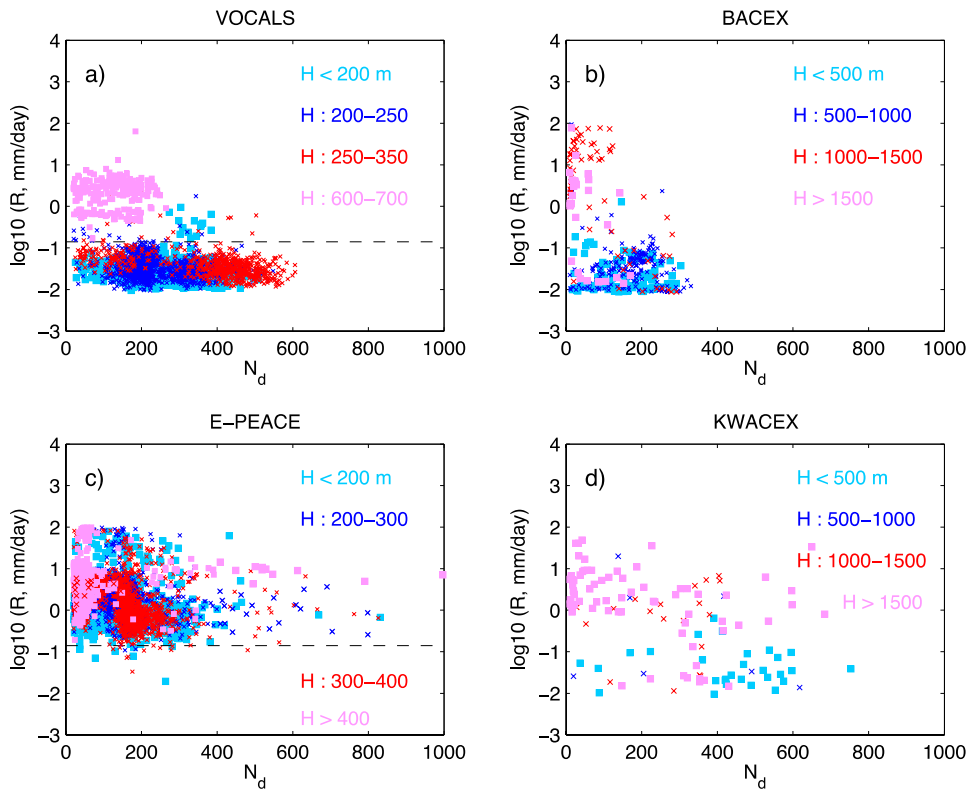 VOCALS
4
3
2
1
0
−1
−2
−3
log10 (R, mm/day)
a)
H < 200 m
H : 200−250
H : 250−350
H : 600−700
0
200
400
600
800
1000
N_d
BACEX
4
3
2
1
0
−1
−2
−3
log10 (R, mm/day)
b)
H < 500 m
H : 500−1000
H : 1000−1500
H > 1500
0
200
400
600
800
1000
N_d
E−PEACE
4
3
2
1
0
−1
−2
−3
log10 (R, mm/day)
c)
H < 200 m
H : 200−300
H : 300−400
H > 400
0
200
400
600
800
1000
N_d
KWACEX
4
3
2
1
0
−1
−2
−3
log10 (R, mm/day)
d)
H < 500 m
H : 500−1000
H : 1000−1500
H > 1500
0
200
400
600
800
1000
N_d